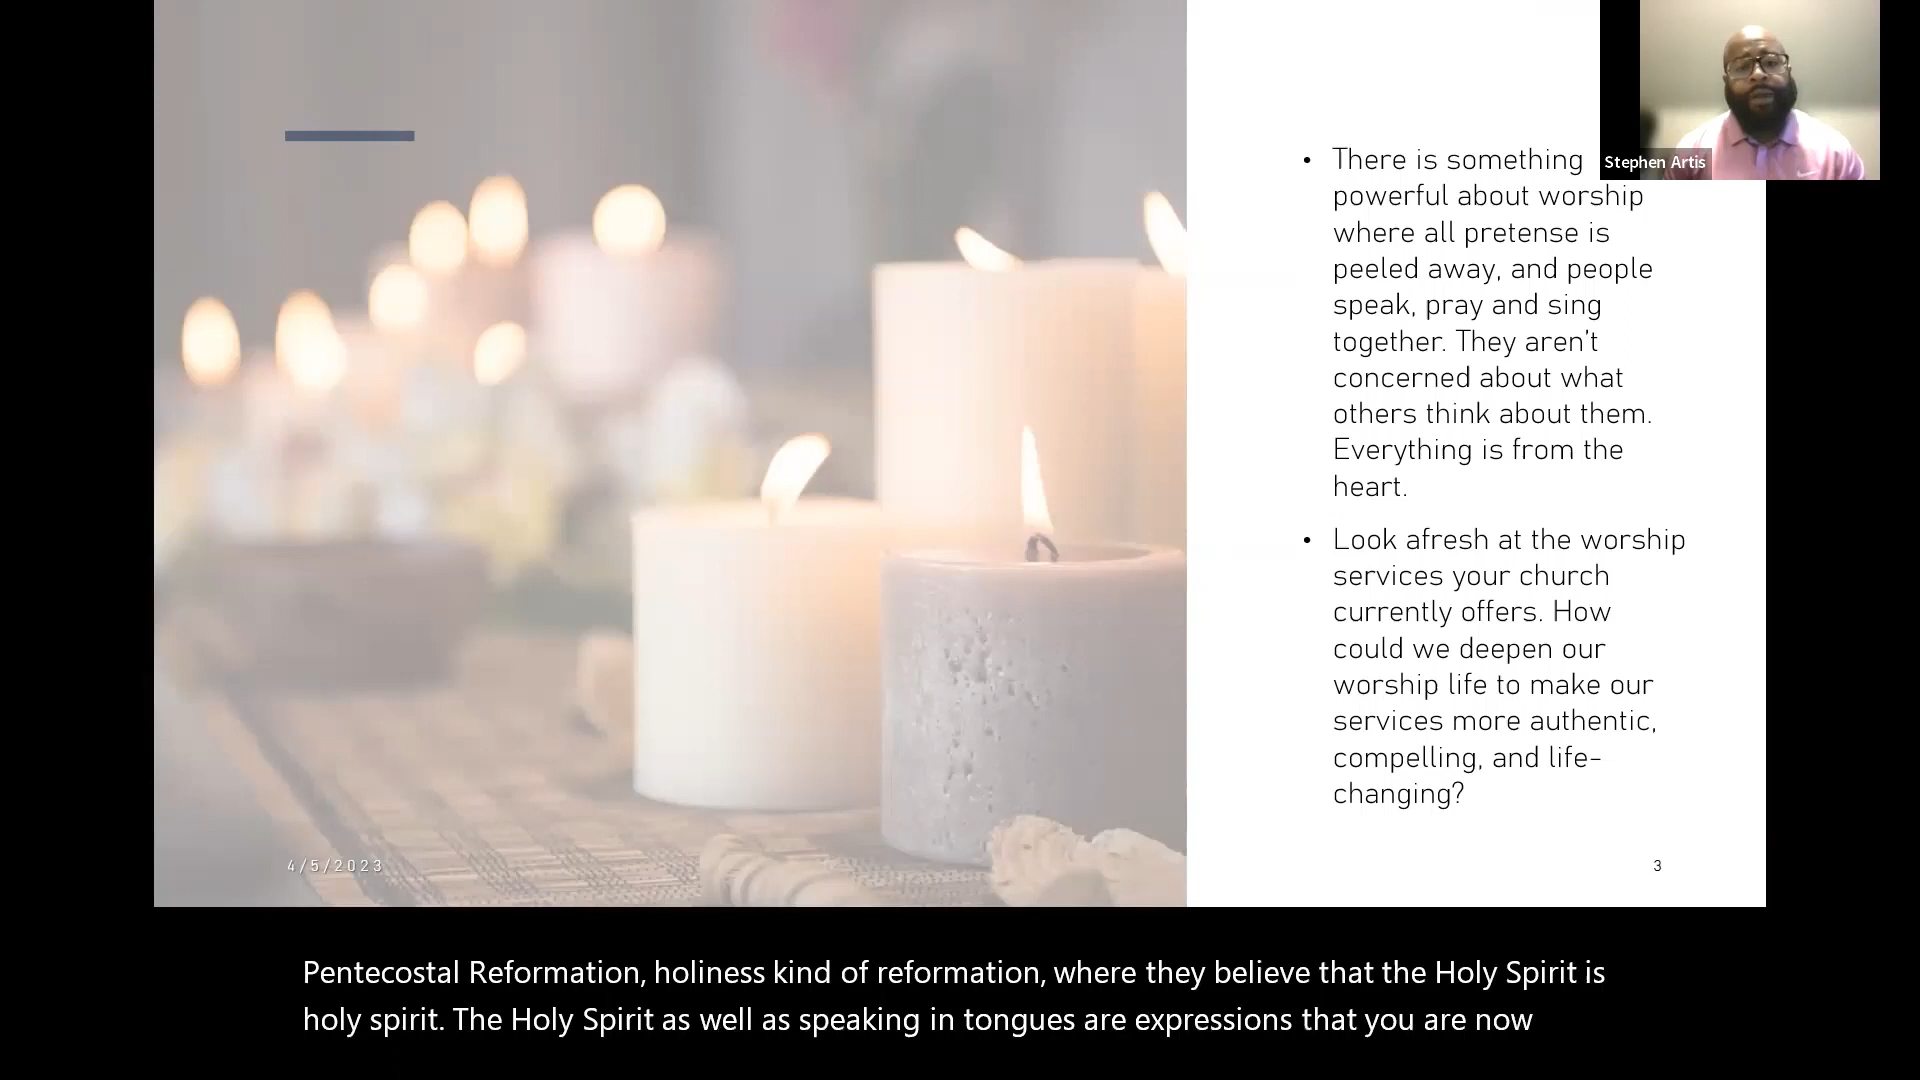 Stephen Artis
• There is something
powerful about worship
where all pretense is
peeled away, and people
speak, pray and sing
together. They aren’t
concerned about what
others think about them.
Everything is from the
heart.
• Look afresh at the worship
services your church
currently offers. How
could we deepen our
worship life to make our
services more authentic,
compelling, and life-
changing?
4/5/2023
3
Pentecostal Reformation, holiness kind of reformation, where they believe that the Holy Spirit is
holy spirit. The Holy Spirit as well as speaking in tongues are expressions that you are now